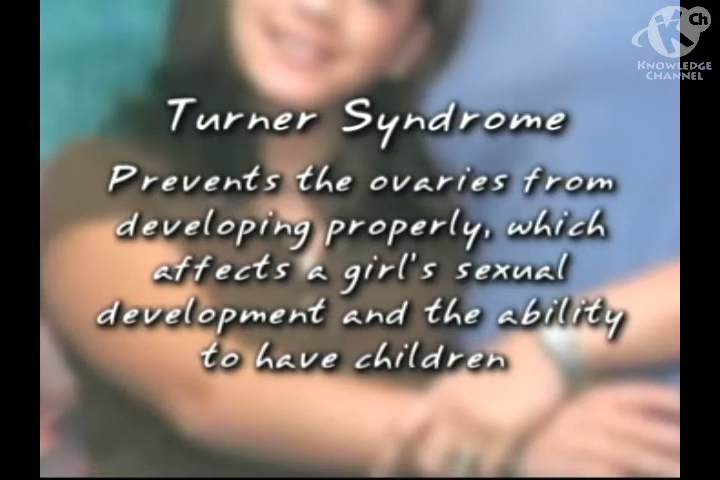 Ch
KNOWLEDGE
CHANNEL
Turner Syndrome
Prevents the ovaries from
developing properly, which
affects a girl's sexual
development and the ability
to have children